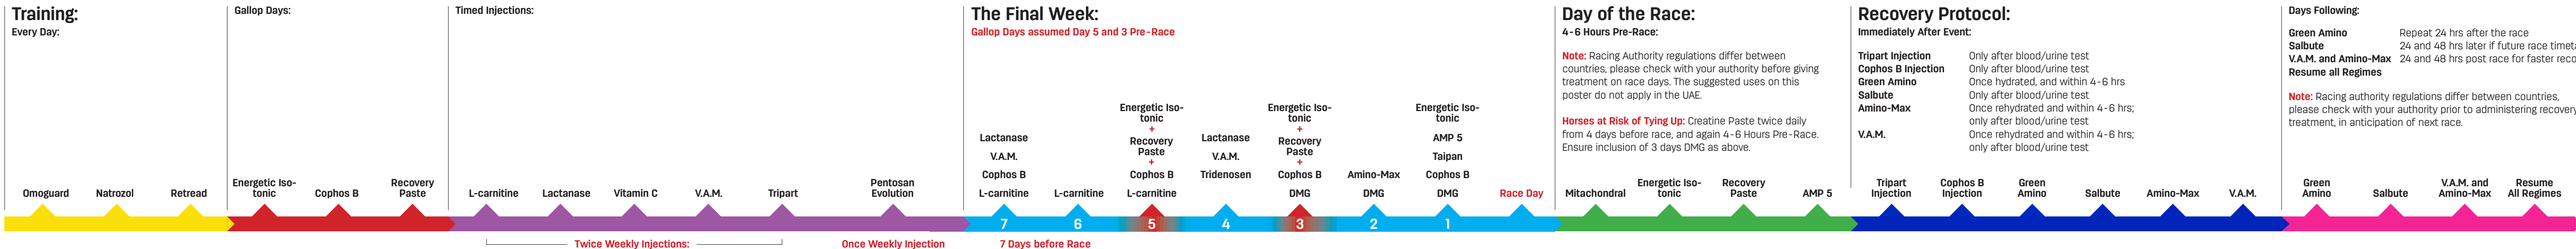 Training:
Every Day:
Omoguard
Natrozol
Retread
Gallop Days:
Energetic Iso-
tonic
Cophos B
Recovery
Paste
Timed Injections:
L-carnitine
Lactanase
Vitamin C
V.A.M.
Tripart
Pentosan
Evolution
Twice Weekly Injections:
Once Weekly Injection
The Final Week:
Gallop Days assumed Day 5 and 3 Pre-Race
Lactanase
V.A.M.
Cophos B
L-carnitine
7
L-carnitine
6
Energetic Iso-
tonic
+
Recovery
Paste
+
Cophos B
L-carnitine
5
Lactanase
V.A.M.
Tridenosen
4
Energetic Iso-
tonic
+
Recovery
Paste
+
Cophos B
DMG
3
Amino-Max
DMG
2
Energetic Iso-
tonic
AMP 5
Taipan
Cophos B
DMG
1
Race Day
7 Days before Race
Day of the Race:
4-6 Hours Pre-Race:
Note: Racing Authority regulations differ between
countries, please check with your authority before giving
treatment on race days. The suggested uses on this
poster do not apply in the UAE.
Horses at Risk of Tying Up: Creatine Paste twice daily
from 4 days before race, and again 4-6 Hours Pre-Race.
Ensure inclusion of 3 days DMG as above.
Mitachondral
Energetic Iso-
tonic
Recovery
Paste
AMP 5
Recovery Protocol:
Immediately After Event:
Tripart Injection Only after blood/urine test
Cophos B Injection Only after blood/urine test
Green Amino Once hydrated, and within 4-6 hrs
Salbute Only after blood/urine test
Amino-Max Once rehydrated and within 4-6 hrs;
only after blood/urine test
V.A.M. Once rehydrated and within 4-6 hrs;
only after blood/urine test
Tripart
Injection
Cophos B
Injection
Green
Amino
Salbute
Amino-Max
V.A.M.
Days Following:
Green Amino Repeat 24 hrs after the race
Salbute 24 and 48 hrs later if future race timet
V.A.M. and Amino-Max 24 and 48 hrs post race for faster reco
Resume all Regimes
Note: Racing authority regulations differ between countries,
please check with your authority prior to administering recovery
treatment, in anticipation of next race.
Green
Amino
Salbute
V.A.M. and
Amino-Max
Resume
All Regimes